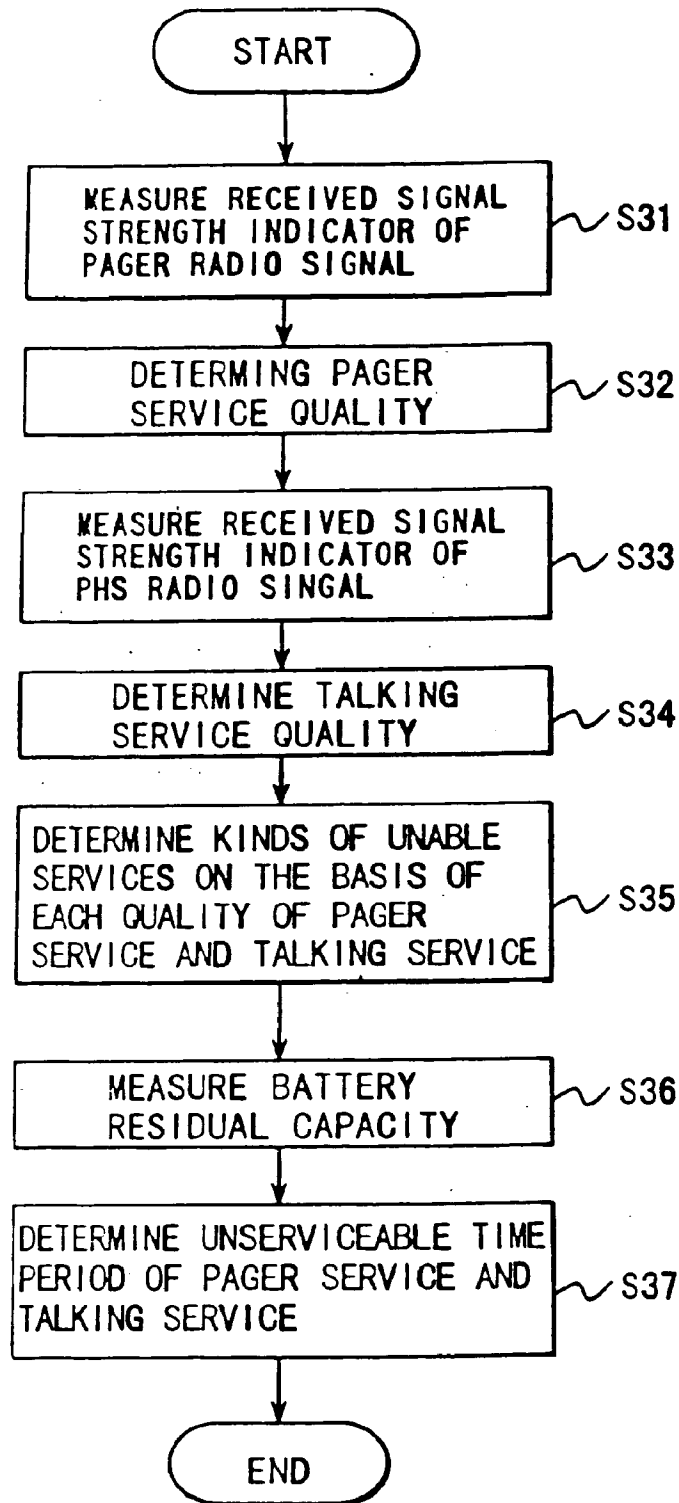 START
MEASURE RECEIVED SIGNAL
STRENGTH INDICATOR OF
PAGER RADIO SIGNAL
S31
DETERMING PAGER
SERVICE QUALITY
S32
MEASURE RECEIVED SIGNAL
STRENGTH INDICATOR OF
PHS RADIO SINGAL
S33
DETERMINE TALKING
SERVICE QUALITY
S34
DETERMINE KINDS OF UNABLE
SERVICES ON THE BASIS OF
EACH QUALITY OF PAGER
SERVICE AND TALKING SERVICE
S35
MEASURE BATTERY
RESIDUAL CAPACITY
S36
DETERMINE UNSERVICEABLE TIME
PERIOD OF PAGER SERVICE AND
TALKING SERVICE
S37
END